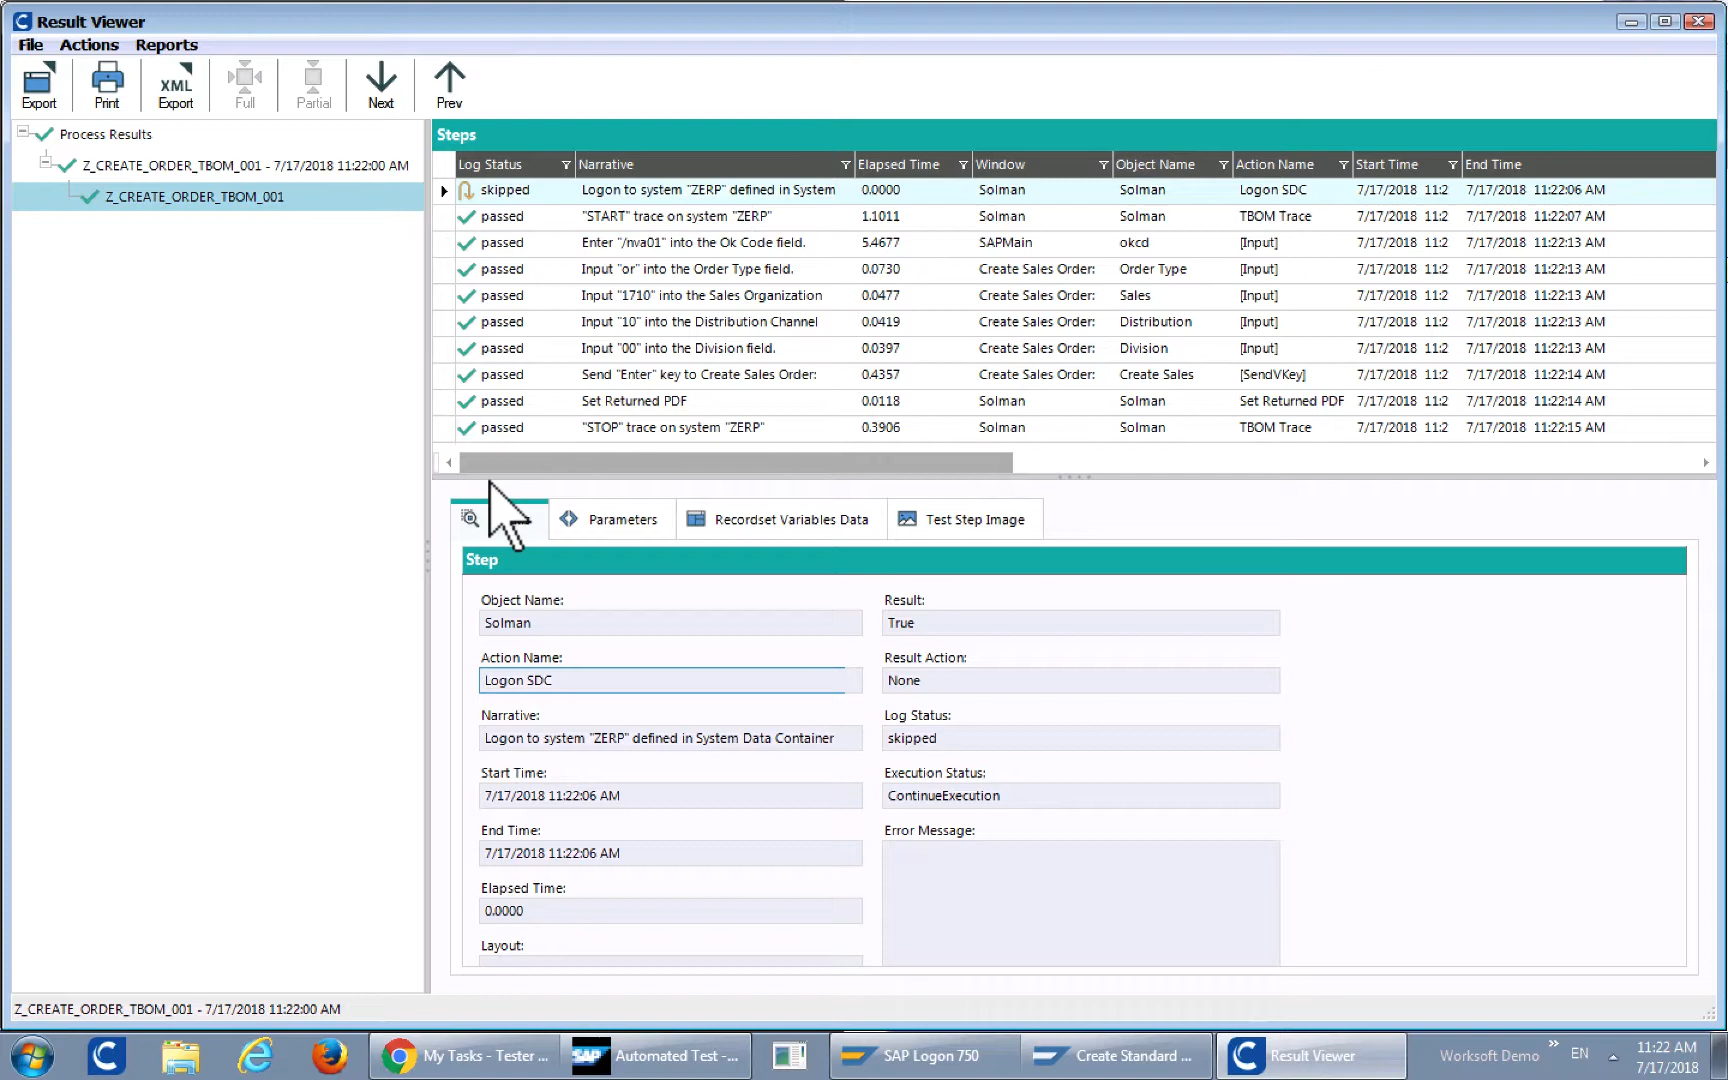 Result Viewer
File Actions Reports
Export Print XML Export Full Partial Next Prev
Process Results
Z_CREATE_ORDER_TBOM_001 - 7/17/2018 11:22:00 AM
Z_CREATE_ORDER_TBOM_001
Steps
Log Status Narrative Elapsed Time Window Object Name Action Name Start Time End Time
skipped Logon to system "ZERP" defined in System 0.0000 Solman Solman Logon SDC 7/17/2018 11:2 7/17/2018 11:22:06 AM
passed "START" trace on system "ZERP" 1.1011 Solman Solman TBOM Trace 7/17/2018 11:2 7/17/2018 11:22:07 AM
passed Enter "/nva01" into the Ok Code field. 5.4677 SAPMain okcd [Input] 7/17/2018 11:2 7/17/2018 11:22:13 AM
passed Input "or" into the Order Type field. 0.0730 Create Sales Order: Order Type [Input] 7/17/2018 11:2 7/17/2018 11:22:13 AM
passed Input "1710" into the Sales Organization 0.0477 Create Sales Order: Sales [Input] 7/17/2018 11:2 7/17/2018 11:22:13 AM
passed Input "10" into the Distribution Channel 0.0419 Create Sales Order: Distribution [Input] 7/17/2018 11:2 7/17/2018 11:22:13 AM
passed Input "00" into the Division field. 0.0397 Create Sales Order: Division [Input] 7/17/2018 11:2 7/17/2018 11:22:13 AM
passed Send "Enter" key to Create Sales Order: 0.4357 Create Sales Order: Create Sales [SendVKey] 7/17/2018 11:2 7/17/2018 11:22:14 AM
passed Set Returned PDF 0.0118 Solman Solman Set Returned PDF 7/17/2018 11:2 7/17/2018 11:22:14 AM
passed "STOP" trace on system "ZERP" 0.3906 Solman Solman TBOM Trace 7/17/2018 11:2 7/17/2018 11:22:15 AM
Parameters Recordset Variables Data Test Step Image
Step
Object Name: Result:
Solman True
Action Name: Result Action:
Logon SDC None
Narrative: Log Status:
Logon to system "ZERP" defined in System Data Container skipped
Start Time: Execution Status:
7/17/2018 11:22:06 AM ContinueExecution
End Time: Error Message:
7/17/2018 11:22:06 AM
Elapsed Time:
0.0000
Layout:
Z_CREATE_ORDER_TBOM_001 - 7/17/2018 11:22:00 AM
My Tasks - Tester ... SAP Automated Test -... SAP Logon 750 Create Standard ... Result Viewer Worksoft Demo » EN 11:22 AM
7/17/2018